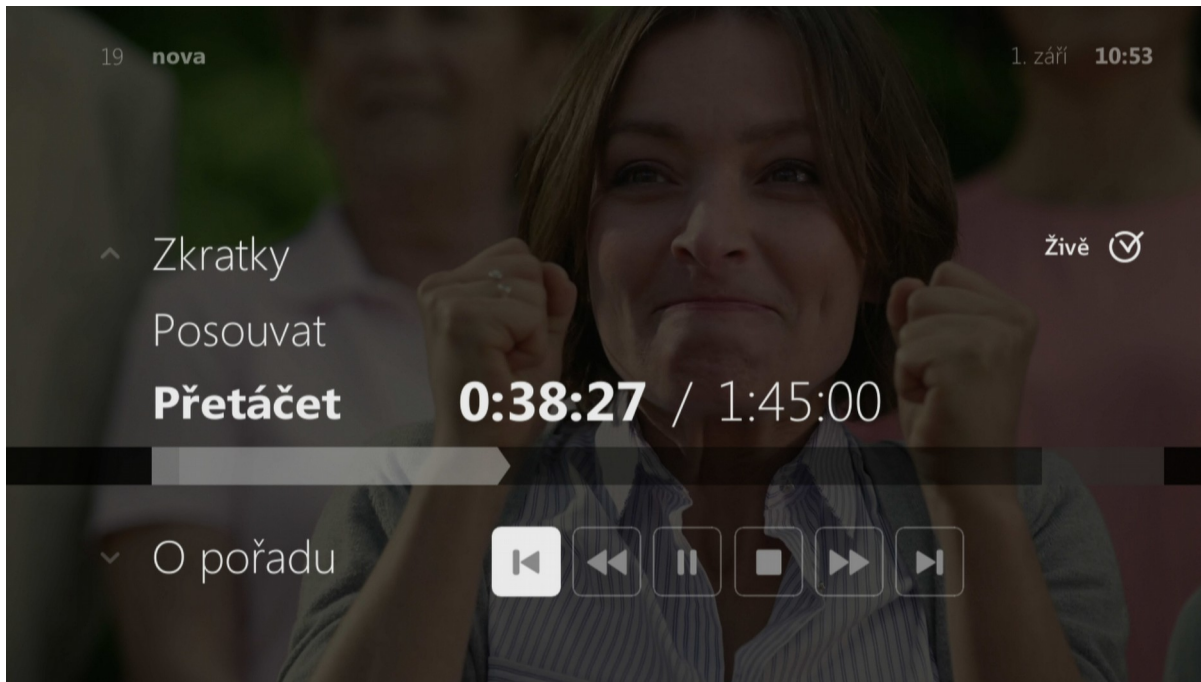 19 nova
1. září 10:53
Zkratky
Živě
Posouvat
Přetáčet 0:38:27 / 1:45:00
O pořadu